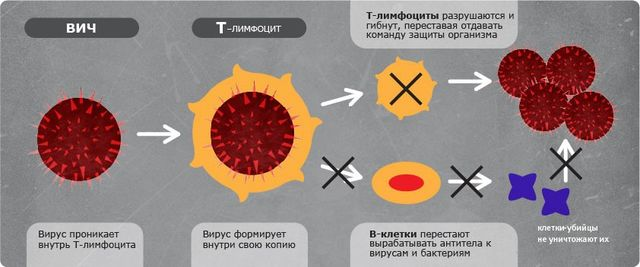 ВИЧ
Т-лимфоцит
Т-лимфоциты разрушаются и
гибнут, переставая отдавать
команду защиты организма
Вирус проникает
внутрь Т-лимфоцита
Вирус формирует
внутри свою копию
В-клетки перестают
вырабатывать антитела к
вирусам и бактериям
клетки-убийцы
не уничтожают их